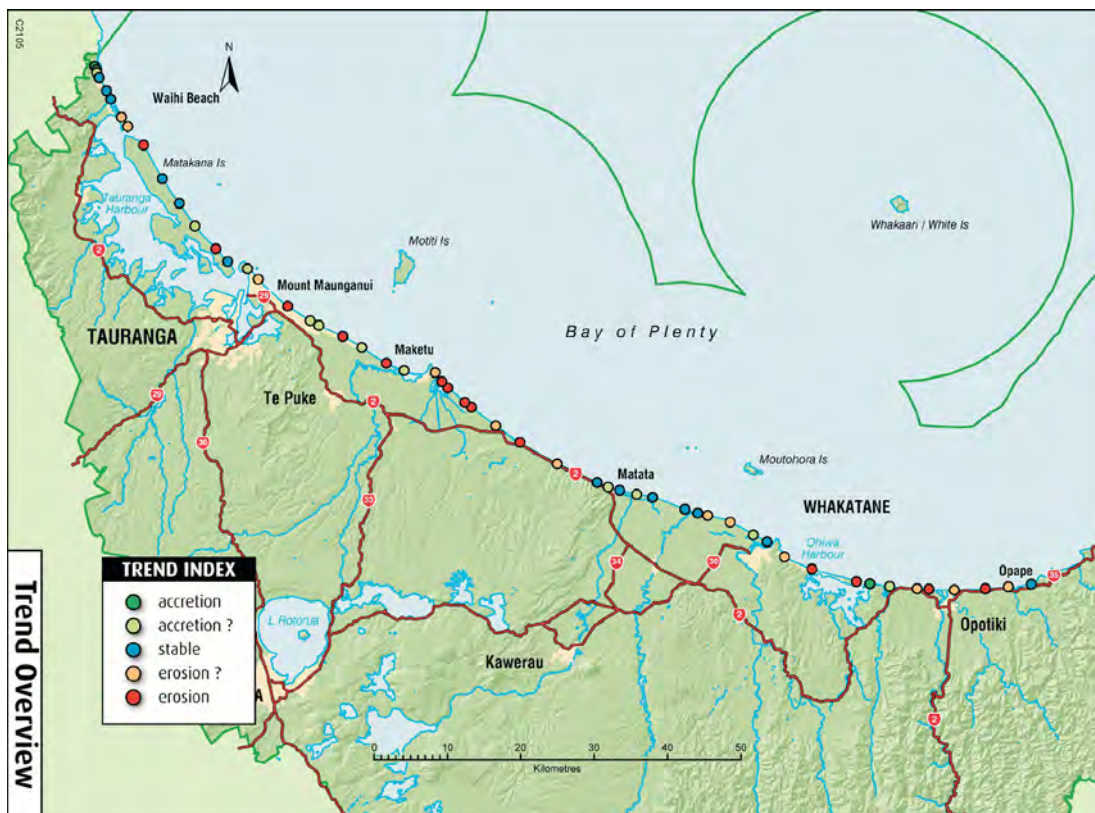 C2105
N
Waihi Beach
Matakana Is
Tauranga
Harbour
2
Motiti Is
Whakaari / White Is
Mount Maunganui
29
TAURANGA
Bay of Plenty
Maketu
Te Puke
2
29
36
33
2
Matata
Moutohora Is
WHAKATANE
Ohiwa
Harbour
34
30
2
Opape
35
Opotiki
Kawerau
2
L Rotorua
A
TREND INDEX
accretion
accretion ?
stable
erosion ?
erosion
0 10 20 30 40 50
Kilometres
Trend Overview